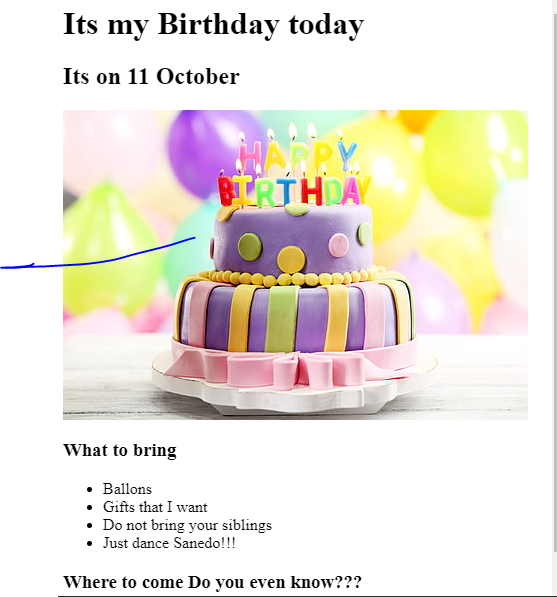 Its my Birthday today
Its on 11 October
HAPPY
BIRTHDAY
What to bring
Ballons
Gifts that I want
Do not bring your siblings
Just dance Sanedo!!!
Where to come Do you even know???